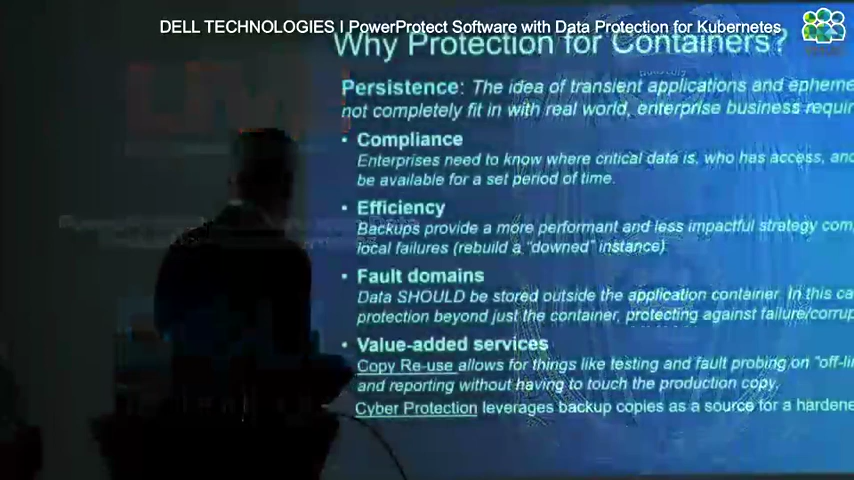 DELL TECHNOLOGIES I PowerProtect Software with Data Protection for Kubernetes
Why Protection for Containers?
Persistence: The idea of transient applications and epheme
not completely fit in with real world, enterprise business requir
• Compliance
Enterprises need to know where critical data is, who has access, and
be available for a set period of time.
• Efficiency
Backups provide a more performant and less impactful strategy com
local failures (rebuild a "downed" instance)
• Fault domains
Data SHOULD be stored outside the application container. In this ca
protection beyond just the container, protecting against failure/corrup
• Value-added services
Copy Re-use allows for things like testing and fault probing on "off-li
and reporting without having to touch the production copy.
Cyber Protection leverages backup copies as a source for a hardene